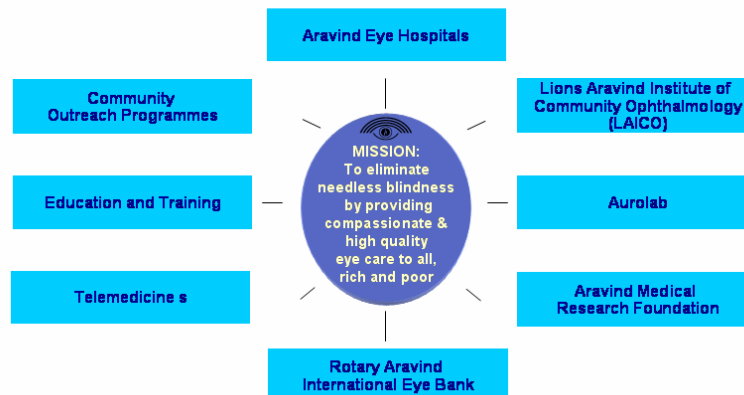 Aravind Eye Hospitals
Community
Outreach Programmes
Lions Aravind Institute of
Community Ophthalmology
(LAICO)
MISSION:
To eliminate
needless blindness
by providing
compassionate &
high quality
eye care to all,
rich and poor
Education and Training
Aurolab
Telemedicine s
Aravind Medical
Research Foundation
Rotary Aravind
International Eye Bank